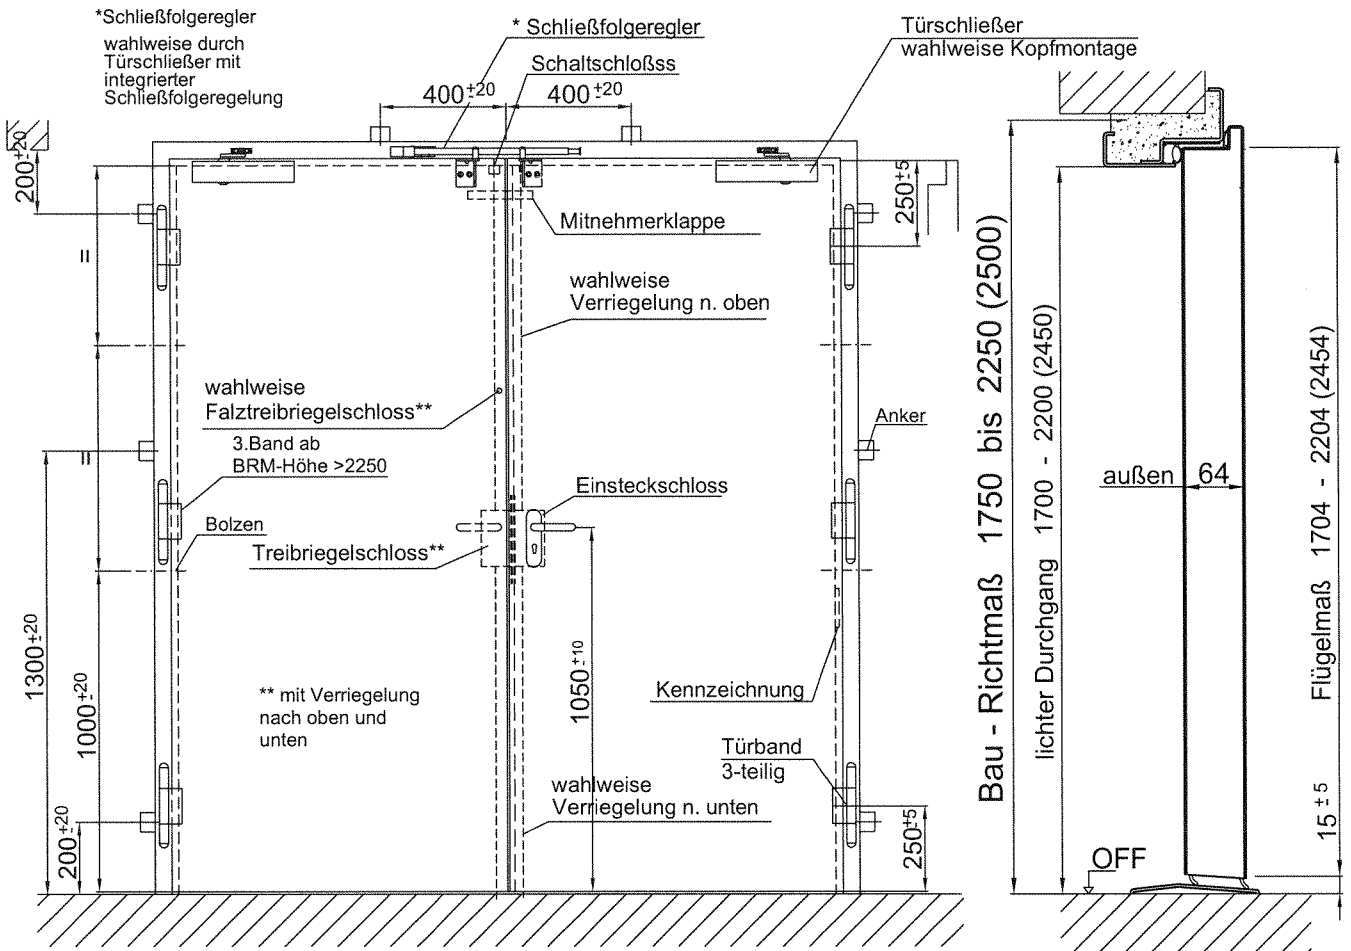 *Schließfolgeregler
wahlweise durch
Türschließer mit
integrierter
Schließfolgeregelung
* Schließfolgeregler
Schaltschloßss
Türschließer
wahlweise Kopfmontage
400±20
400±20
200±20
250±5
Mitnehmerklappe
wahlweise
Verriegelung n. oben
=
wahlweise
Falztreibriegelschloss**
3.Band ab
BRM-Höhe >2250
=
Anker
Einsteckschloss
Bolzen
Treibriegelschloss**
1300±20
1000±20
1050±10
** mit Verriegelung
nach oben und
unten
Kennzeichnung
Türband
3-teilig
wahlweise
Verriegelung n. unten
200±20
250±5
Bau - Richtmaß 1750 bis 2250 (2500)
lichter Durchgang 1700 - 2200 (2450)
außen
64
Flügelmaß 1704 - 2204 (2454)
15±5
OFF